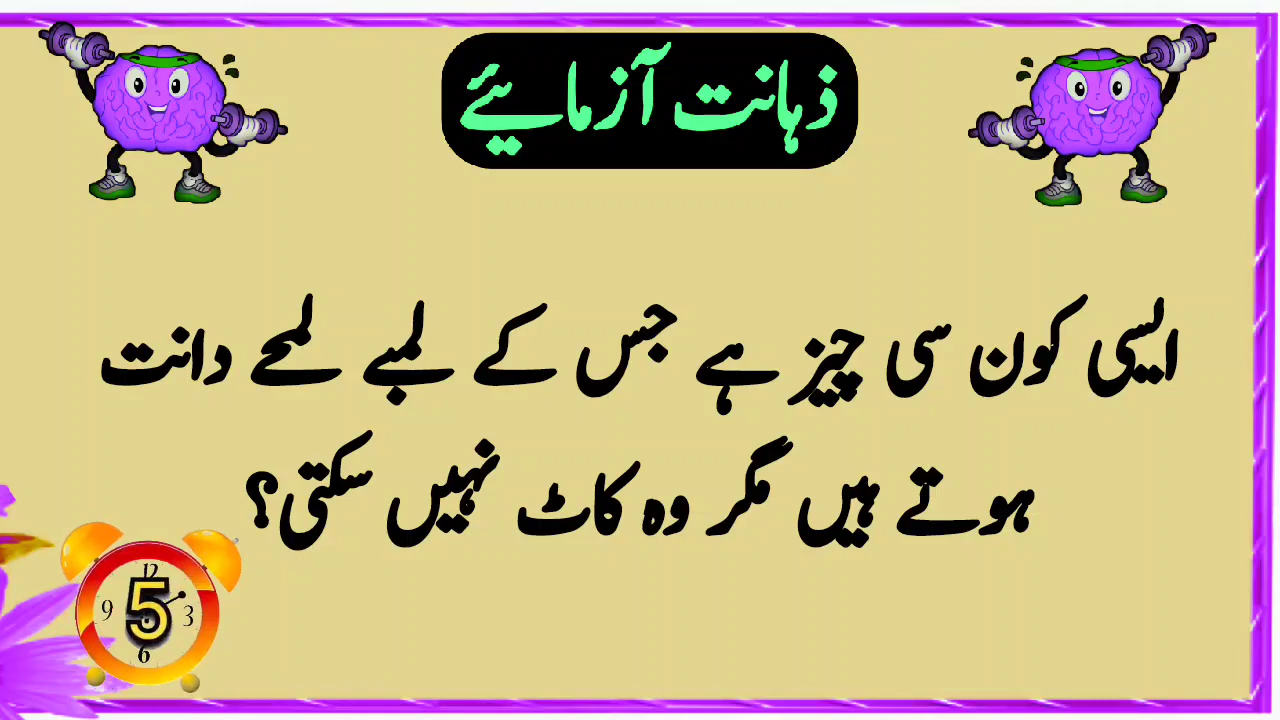 ذہانت آزمائیے
ایسی کون سی چیز ہے جس کے لمبے لمحے دانت
ہوتے ہیں مگر وہ کاٹ نہیں سکتی؟
12
5
9
3
6